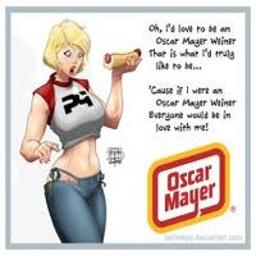 Oh, I'd love to be an
Oscar Mayer Weiner
That is what I'd truly
like to be...
'Cause if I were an
Oscar Mayer Weiner
Everyone would be in
love with me!
P4
Oscar
Mayer
®